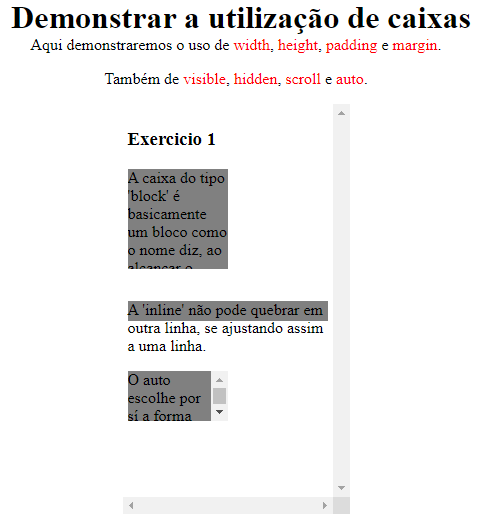 Demonstrar a utilização de caixas
Aqui demonstraremos o uso de width, height, padding e margin.
Também de visible, hidden, scroll e auto.
Exercicio 1
A caixa do tipo
'block' é
basicamente
um bloco como
o nome diz, ao
alcançar o
A 'inline' não pode quebrar em
outra linha, se ajustando assim
a uma linha.
O auto
escolhe por
sí a forma